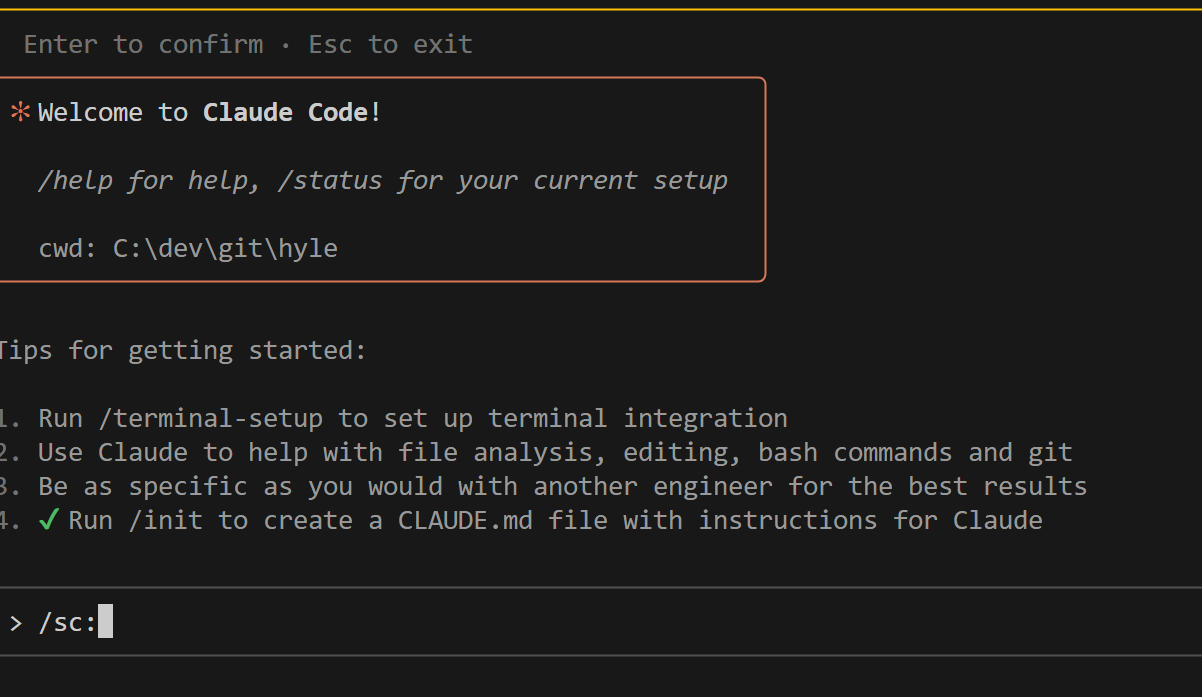 Enter to confirm · Esc to exit
✻ Welcome to Claude Code!
/help for help, /status for your current setup
cwd: C:\dev\git\hyle
Tips for getting started:
1. Run /terminal-setup to set up terminal integration
2. Use Claude to help with file analysis, editing, bash commands and git
3. Be as specific as you would with another engineer for the best results
4. ✓ Run /init to create a CLAUDE.md file with instructions for Claude
> /sc: